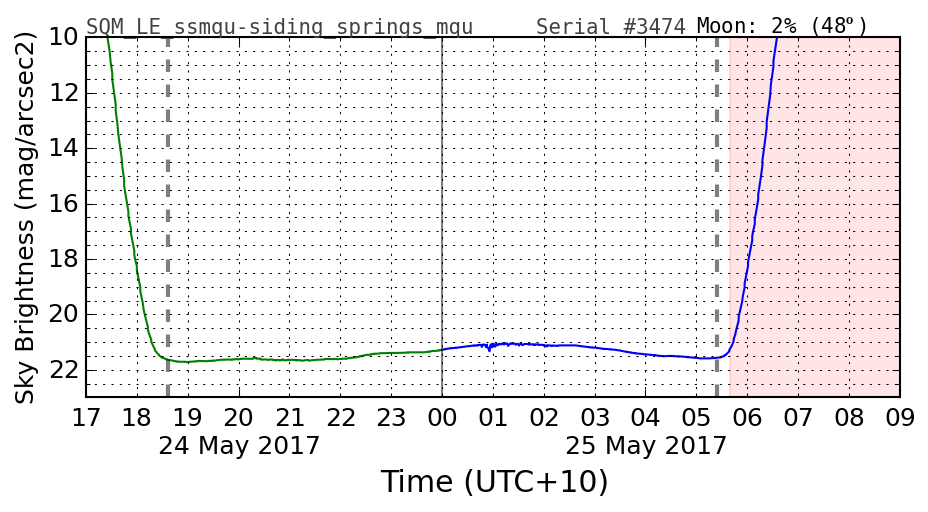 SQM_LE_ssmqu-siding_springs_mqu Serial #3474 Moon: 2% (48°)
Sky Brightness (mag/arcsec2)
10
12
14
16
18
20
22
17 18 19 20 21 22 23 00 01 02 03 04 05 06 07 08 09
24 May 2017 25 May 2017
Time (UTC+10)